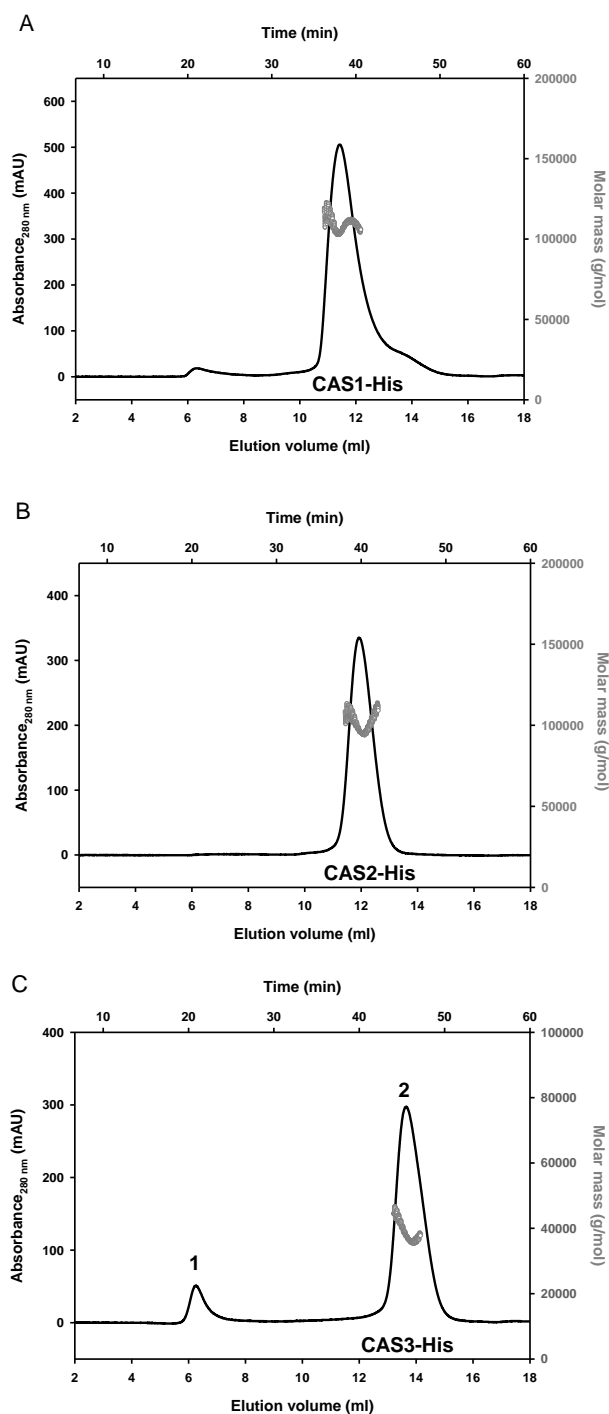 A
Time (min)
10 20 30 40 50 60
600
500
400
300
200
100
0
Absorbance280 nm (mAU)
200000
150000
100000
50000
0
Molar mass (g/mol)
CAS1-His
2 4 6 8 10 12 14 16 18
Elution volume (ml)
B
Time (min)
10 20 30 40 50 60
400
300
200
100
0
Absorbance280 nm (mAU)
200000
150000
100000
50000
0
Molar mass (g/mol)
CAS2-His
2 4 6 8 10 12 14 16 18
Elution volume (ml)
C
Time (min)
10 20 30 40 50 60
400
300
200
100
0
Absorbance280 nm (mAU)
100000
80000
60000
40000
20000
0
Molar mass (g/mol)
1
2
CAS3-His
2 4 6 8 10 12 14 16 18
Elution volume (ml)